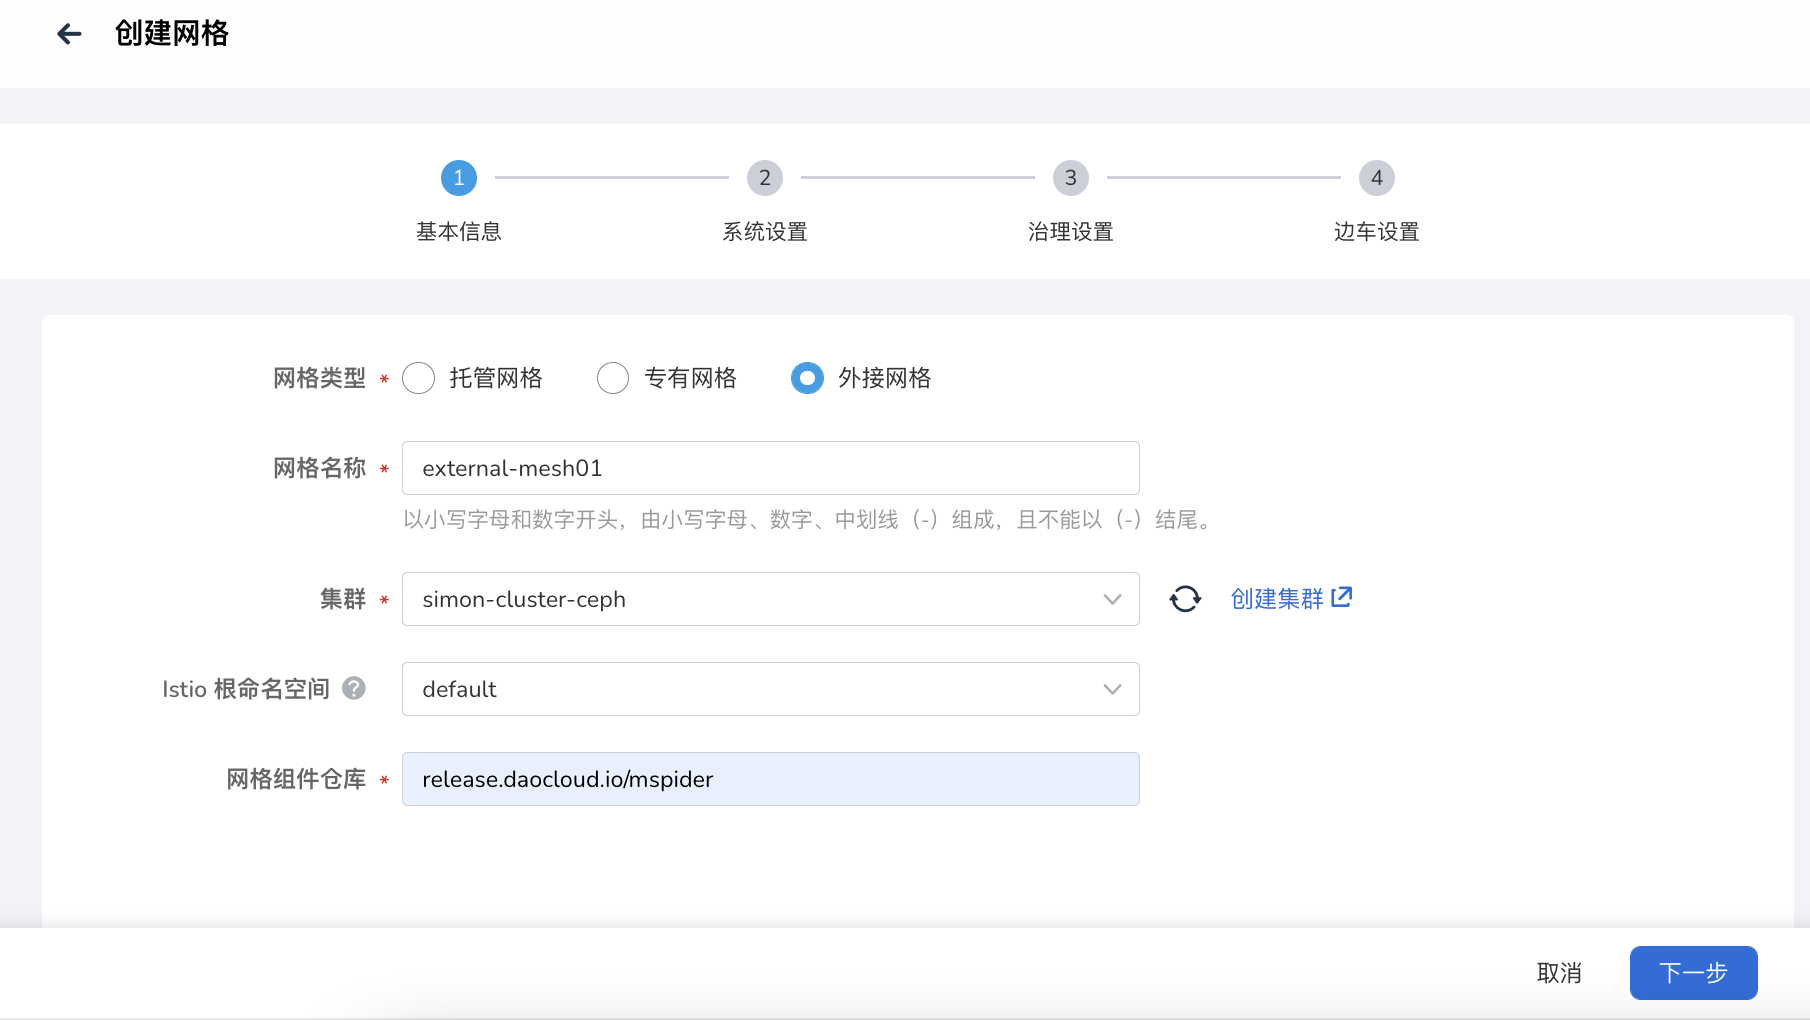 创建网格
1 2 3 4
基本信息 系统设置 治理设置 边车设置
网格类型 * 托管网格 专有网格 外接网格
网格名称 * external-mesh01
以小写字母和数字开头，由小写字母、数字、中划线（-）组成，且不能以（-）结尾。
集群 * simon-cluster-ceph 创建集群
Istio 根命名空间 ? default
网格组件仓库 * release.daocloud.io/mspider
取消 下一步